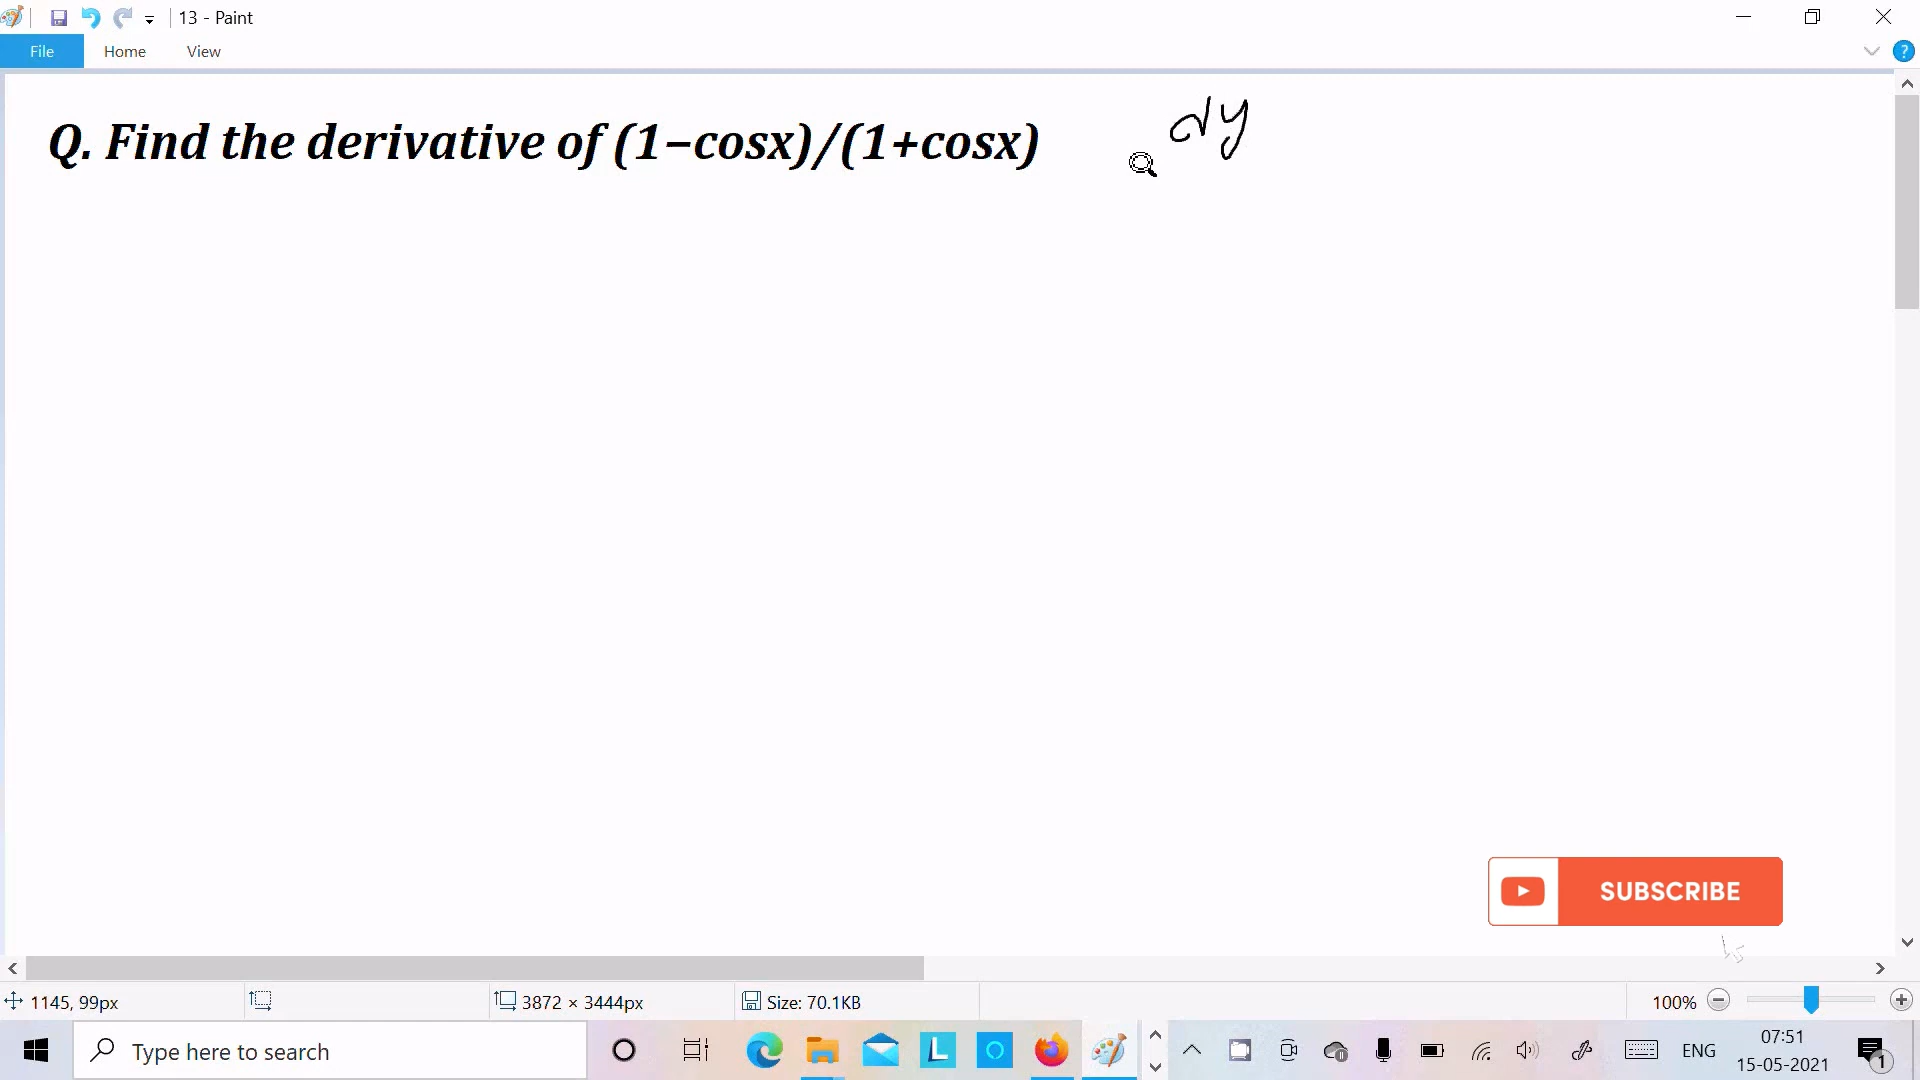 13 - Paint
File Home View
Q. Find the derivative of (1−cosx)/(1+cosx) dy
SUBSCRIBE
1145, 99px 3872 × 3444px Size: 70.1KB 100%
Type here to search L ENG 07:51
15-05-2021 1